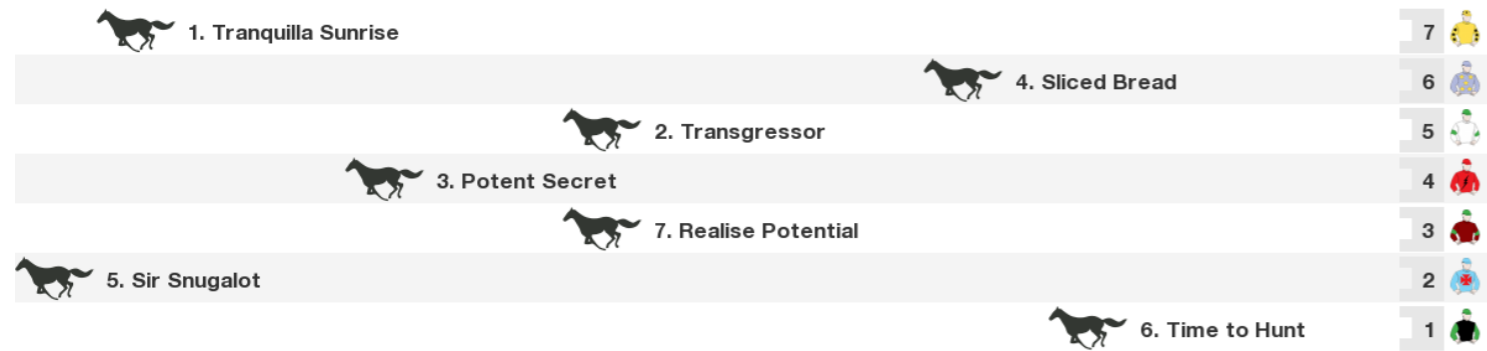 1. Tranquilla Sunrise 7
4. Sliced Bread 6
2. Transgressor 5
3. Potent Secret 4
7. Realise Potential 3
5. Sir Snugalot 2
6. Time to Hunt 1